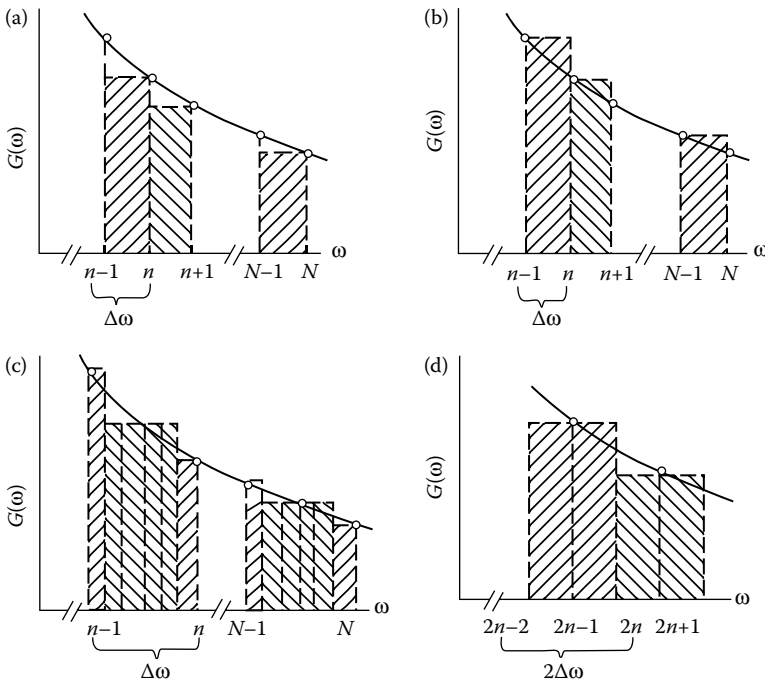 (a)
G(ω)
n−1 n n+1 N−1 N ω
Δω
(b)
G(ω)
n−1 n n+1 N−1 N ω
Δω
(c)
G(ω)
n−1 n N−1 N ω
Δω
(d)
G(ω)
2n−2 2n−1 2n 2n+1 ω
2Δω